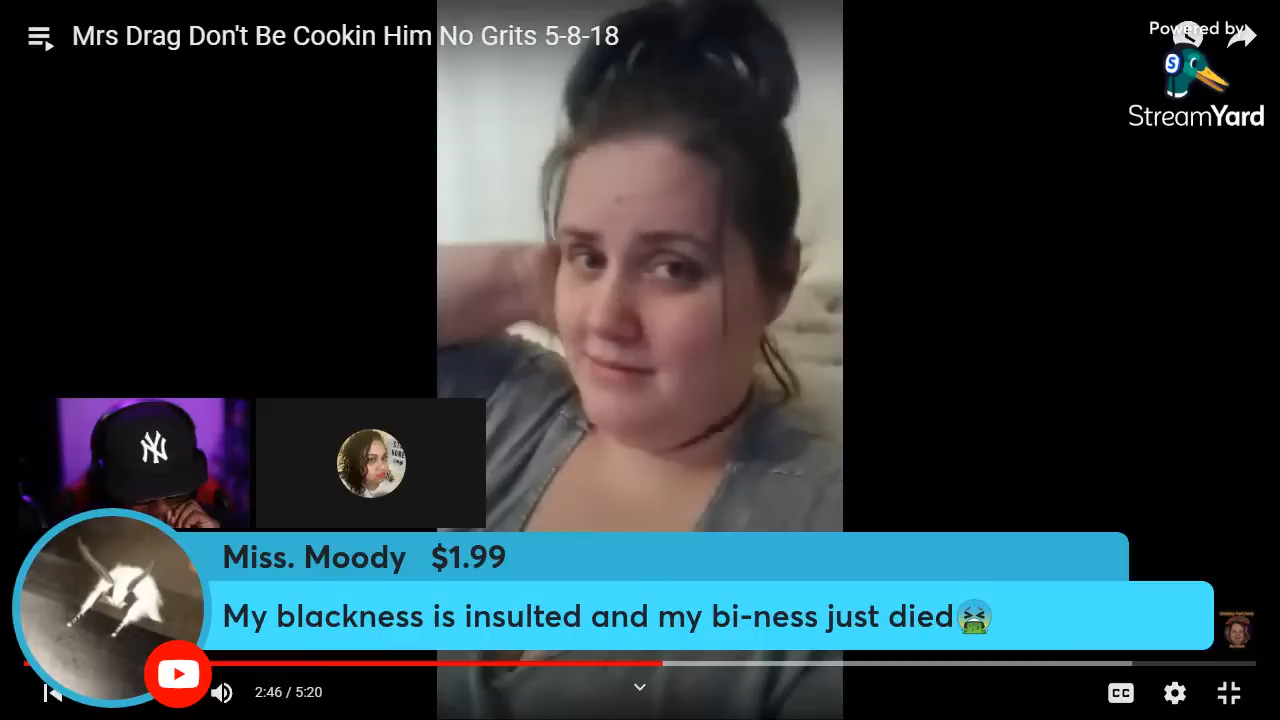 Mrs Drag Don't Be Cookin Him No Grits 5-8-18
Powered by
StreamYard
NY
Miss. Moody $1.99
My blackness is insulted and my bi-ness just died🤮
2:46 / 5:20
CC